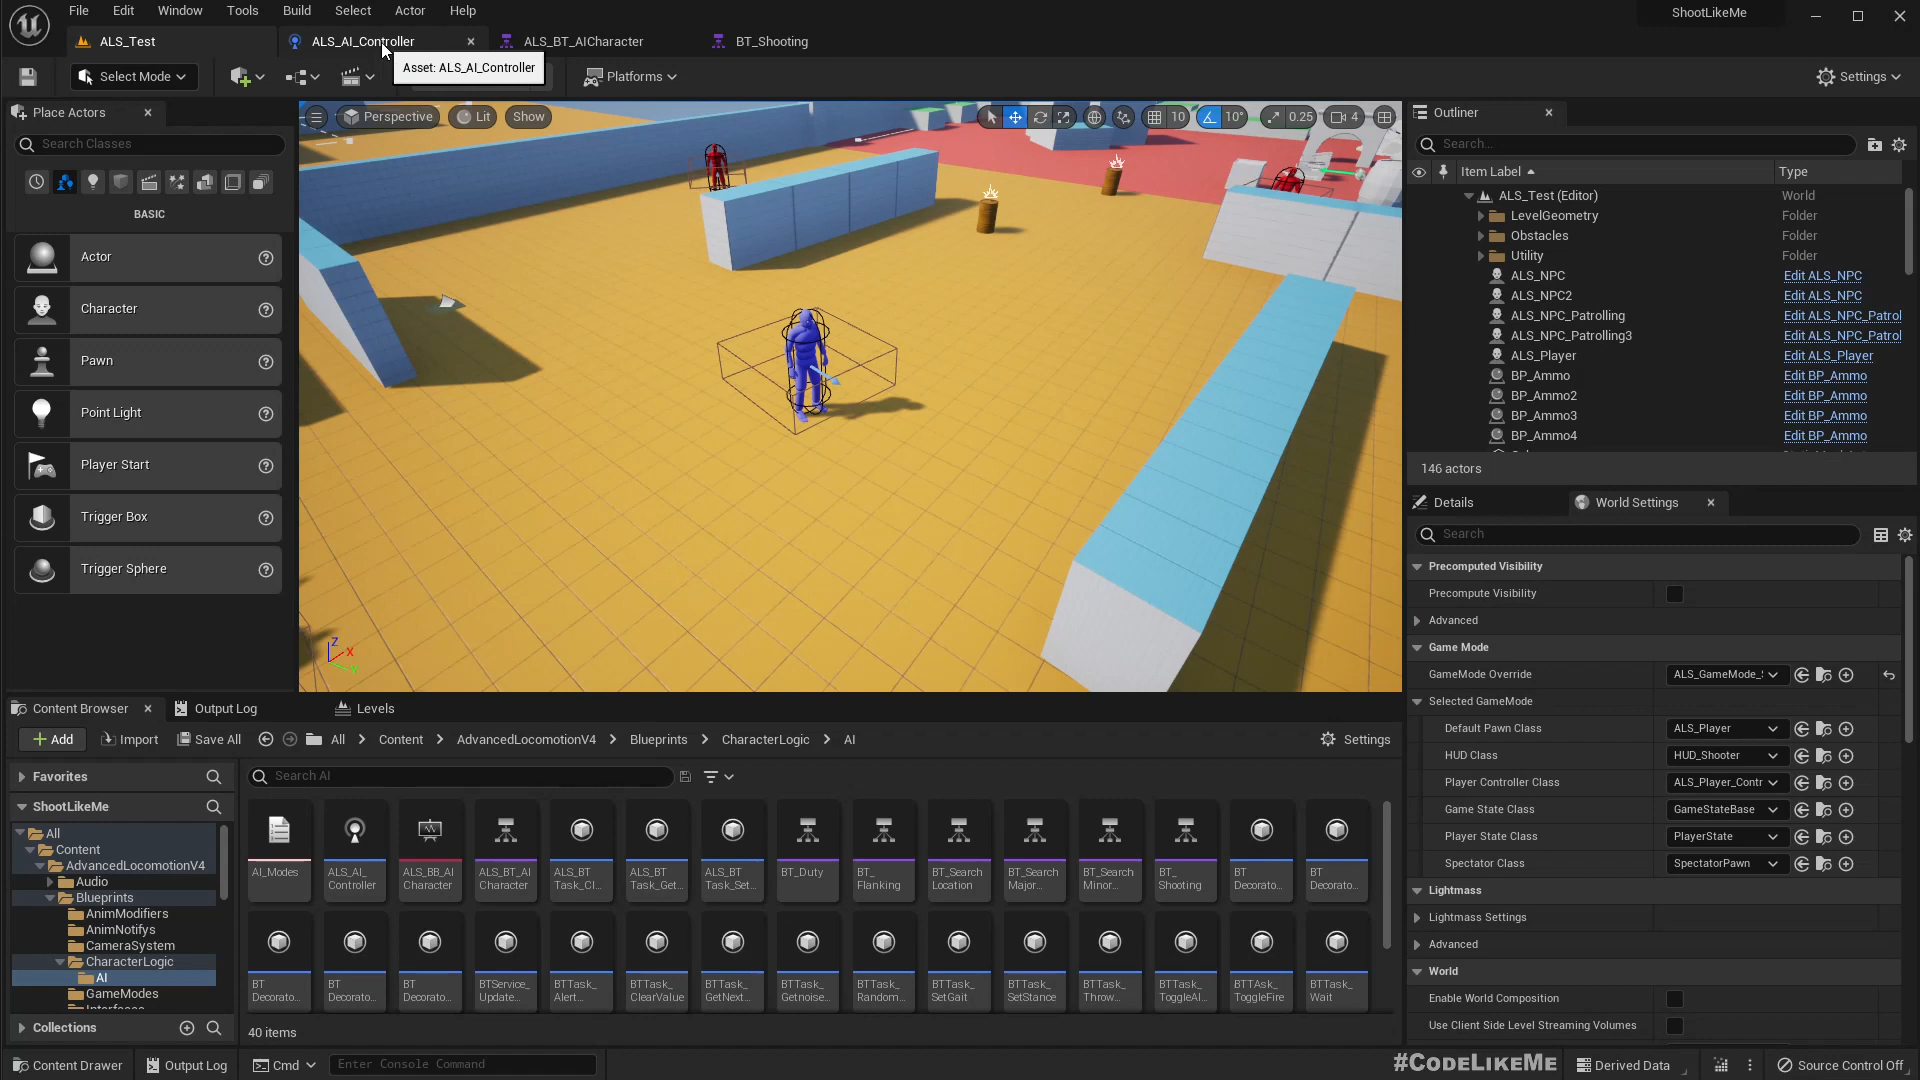 File Edit Window Tools Build Select Actor Help
ShootLikeMe
ALS_Test
ALS_AI_Controller
ALS_BT_AICharacter
BT_Shooting
Asset: ALS_AI_Controller
Select Mode
Platforms
Settings
Place Actors
Search Classes
BASIC
Actor
Character
Pawn
Point Light
Player Start
Trigger Box
Trigger Sphere
Perspective Lit Show
10 10° 0.25 4
Z X
Outliner
Search...
Item Label Type
ALS_Test (Editor) World
LevelGeometry Folder
Obstacles Folder
Utility Folder
ALS_NPC Edit ALS_NPC
ALS_NPC2 Edit ALS_NPC
ALS_NPC_Patrolling Edit ALS_NPC_Patrol
ALS_NPC_Patrolling3 Edit ALS_NPC_Patrol
ALS_Player Edit ALS_Player
BP_Ammo Edit BP_Ammo
BP_Ammo2 Edit BP_Ammo
BP_Ammo3 Edit BP_Ammo
BP_Ammo4 Edit BP_Ammo
146 actors
Details World Settings
Search
Precomputed Visibility
Precompute Visibility
Advanced
Game Mode
GameMode Override ALS_GameMode_
Selected GameMode
Default Pawn Class ALS_Player
HUD Class HUD_Shooter
Player Controller Class ALS_Player_Contr
Game State Class GameStateBase
Player State Class PlayerState
Spectator Class SpectatorPawn
Lightmass
Lightmass Settings
Advanced
World
Enable World Composition
Use Client Side Level Streaming Volumes
Content Browser Output Log Levels
Add Import Save All All Content AdvancedLocomotionV4 Blueprints CharacterLogic AI Settings
Favorites
ShootLikeMe
All
Content
AdvancedLocomotionV4
Audio
Blueprints
AnimModifiers
AnimNotifys
CameraSystem
CharacterLogic
AI
GameModes
Collections
Search AI
AI_Modes
ALS_AI_
Controller
ALS_BB_AI
Character
ALS_BT_AI
Character
ALS_BT
Task_Cl...
ALS_BT
Task_Get...
ALS_BT
Task_Set...
BT_Duty
BT_
Flanking
BT_Search
Location
BT_Search
Major...
BT_Search
Minor...
BT_
Shooting
BT
Decorato...
BT
Decorato...
BT
Decorato...
BT
Decorato...
BT
Decorato...
BTService_
Update...
BTTask_
Alert...
BTTask_
ClearValue
BTTask_
GetNext...
BTTask_
Getnoise...
BTTask_
Random...
BTTask_
SetGait
BTTask_
SetStance
BTTask_
Throw...
BTTask_
ToggleAI...
BTTAsk_
ToggleFire
BTTask_
Wait
40 items
Content Drawer Output Log Cmd Enter Console Command
#CODELIKEME
Derived Data Source Control Off